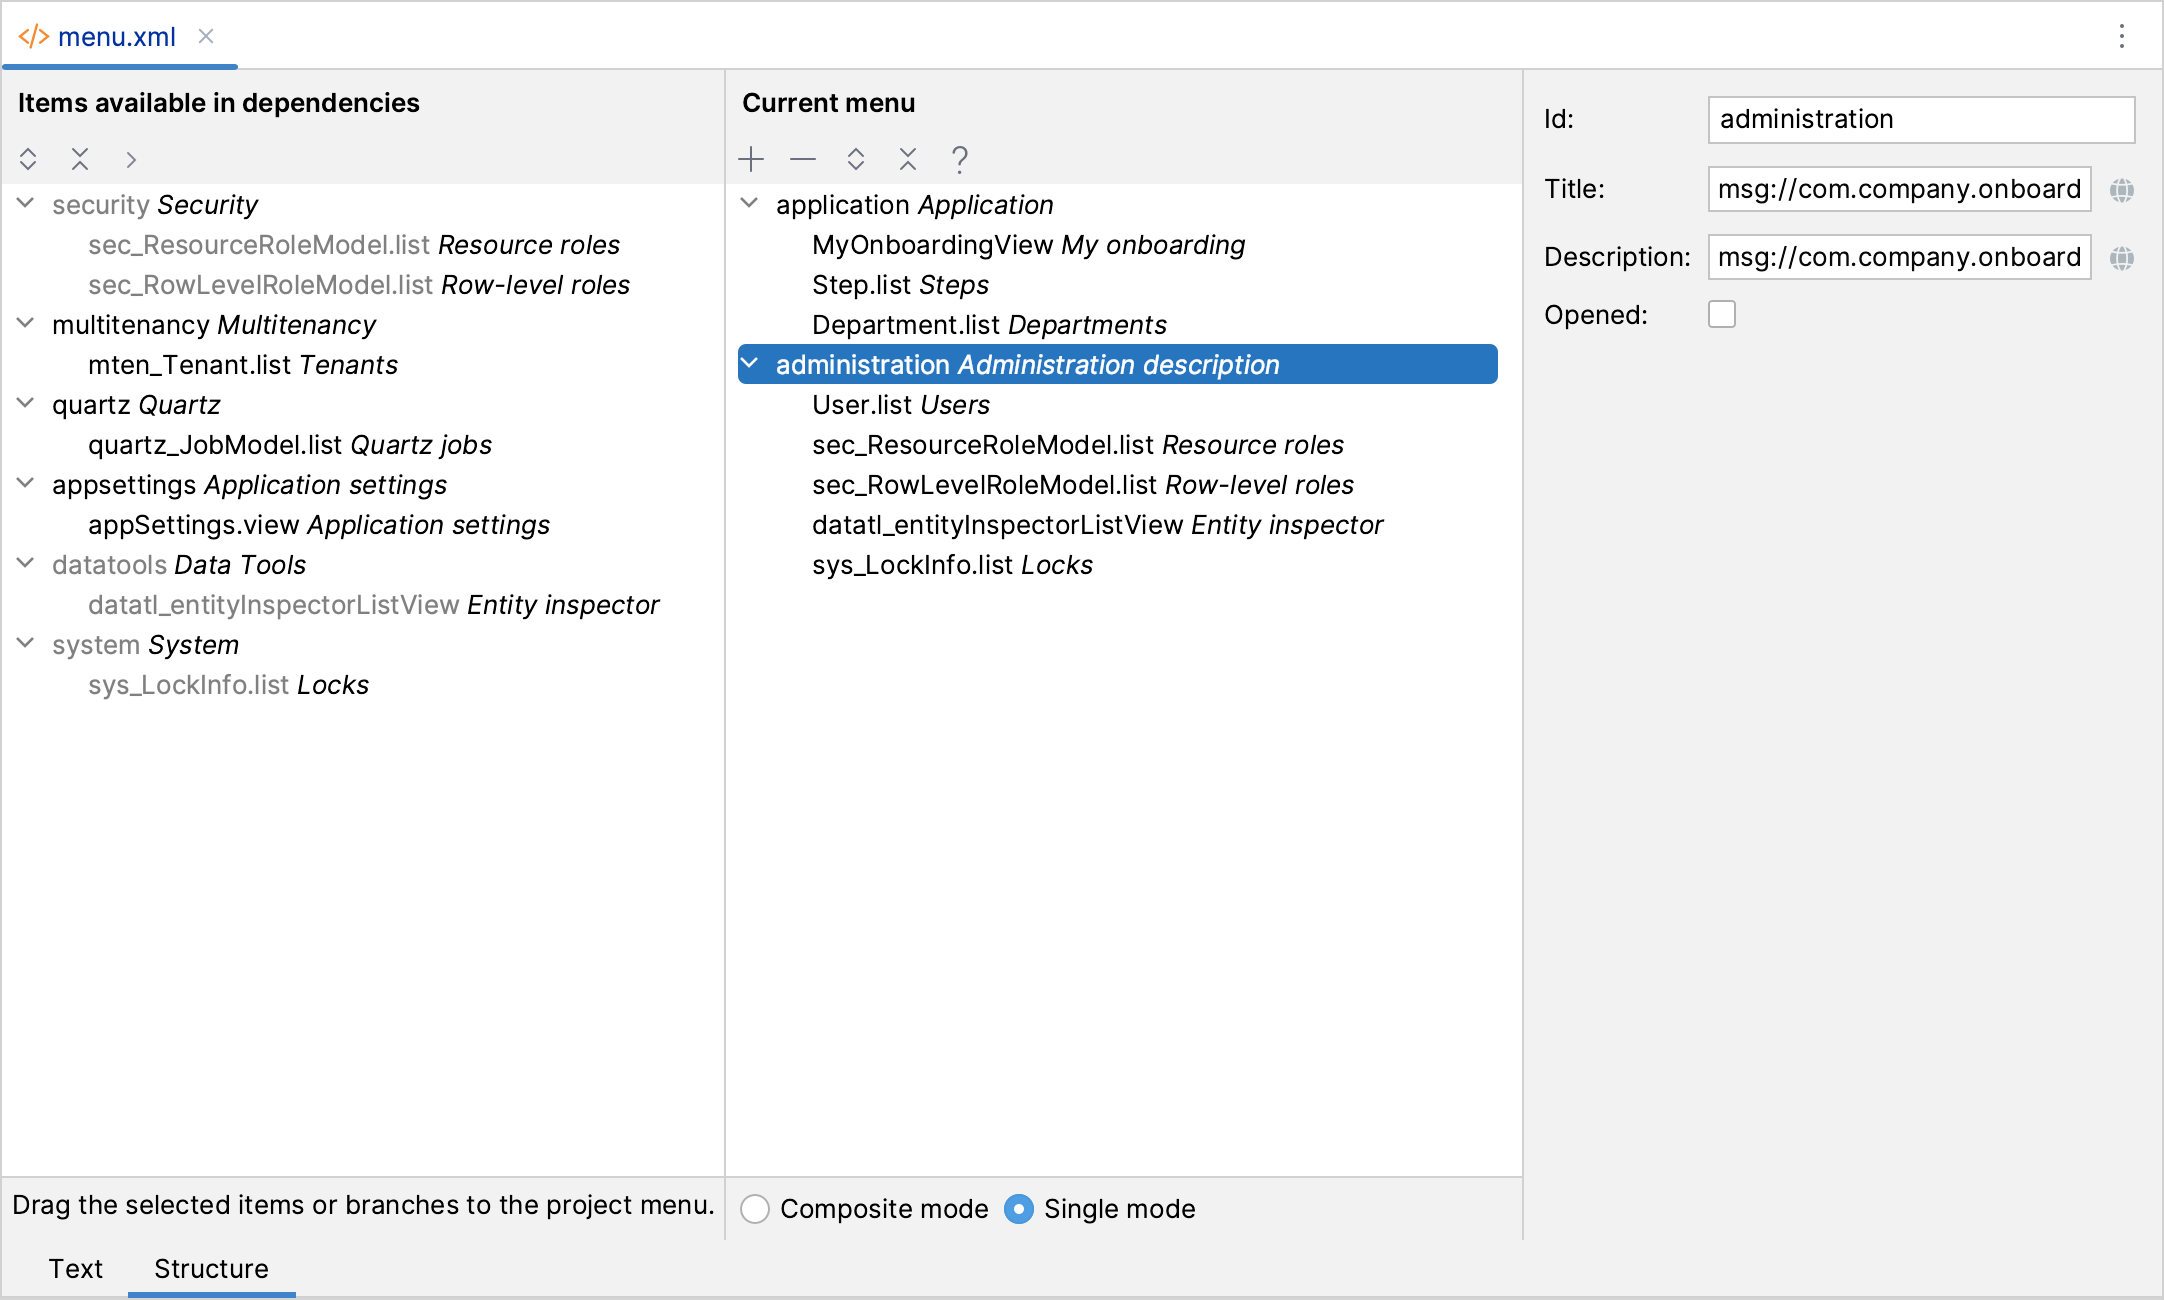 menu.xml
Items available in dependencies
security Security
sec_ResourceRoleModel.list Resource roles
sec_RowLevelRoleModel.list Row-level roles
multitenancy Multitenancy
mten_Tenant.list Tenants
quartz Quartz
quartz_JobModel.list Quartz jobs
appsettings Application settings
appSettings.view Application settings
datatools Data Tools
datatl_entityInspectorListView Entity inspector
system System
sys_LockInfo.list Locks
Drag the selected items or branches to the project menu.
Current menu
application Application
MyOnboardingView My onboarding
Step.list Steps
Department.list Departments
administration Administration description
User.list Users
sec_ResourceRoleModel.list Resource roles
sec_RowLevelRoleModel.list Row-level roles
datatl_entityInspectorListView Entity inspector
sys_LockInfo.list Locks
Composite mode Single mode
Id: administration
Title: msg://com.company.onboard
Description: msg://com.company.onboard
Opened:
Text Structure